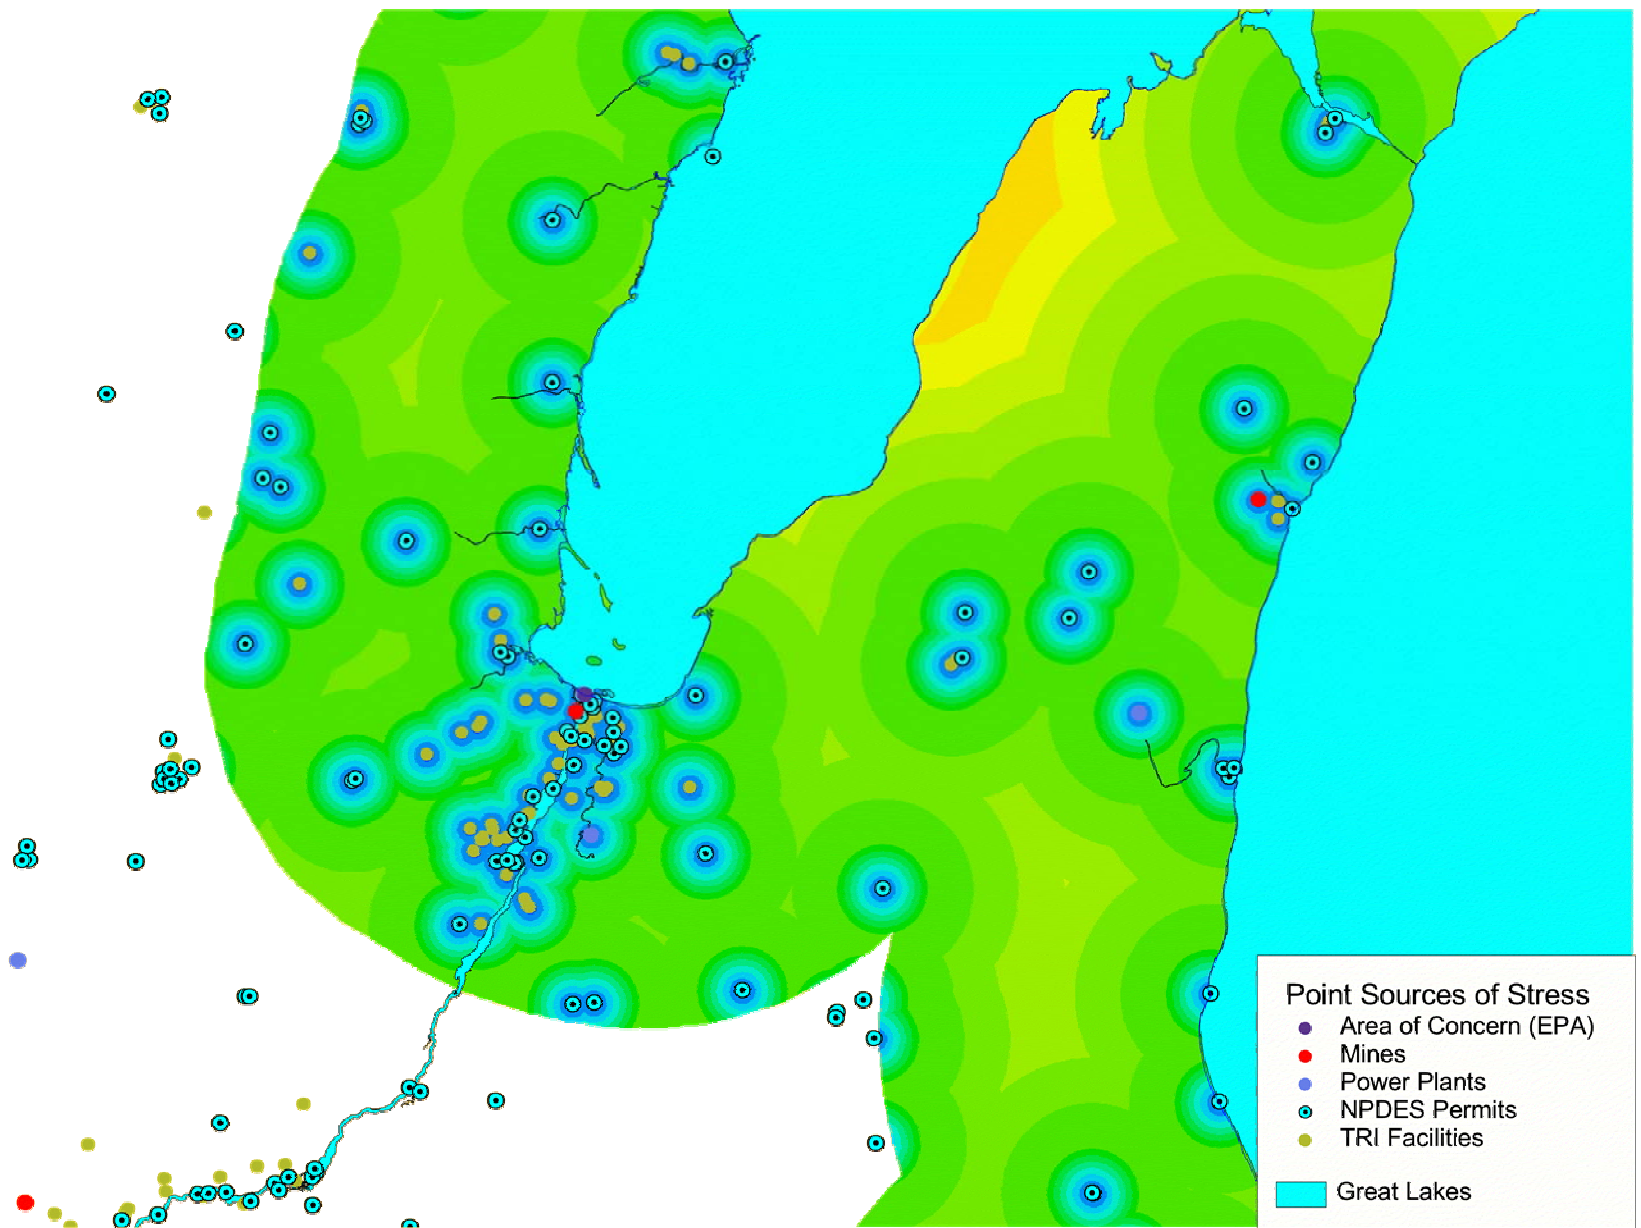 Point Sources of Stress
Area of Concern (EPA)
Mines
Power Plants
NPDES Permits
TRI Facilities
Great Lakes